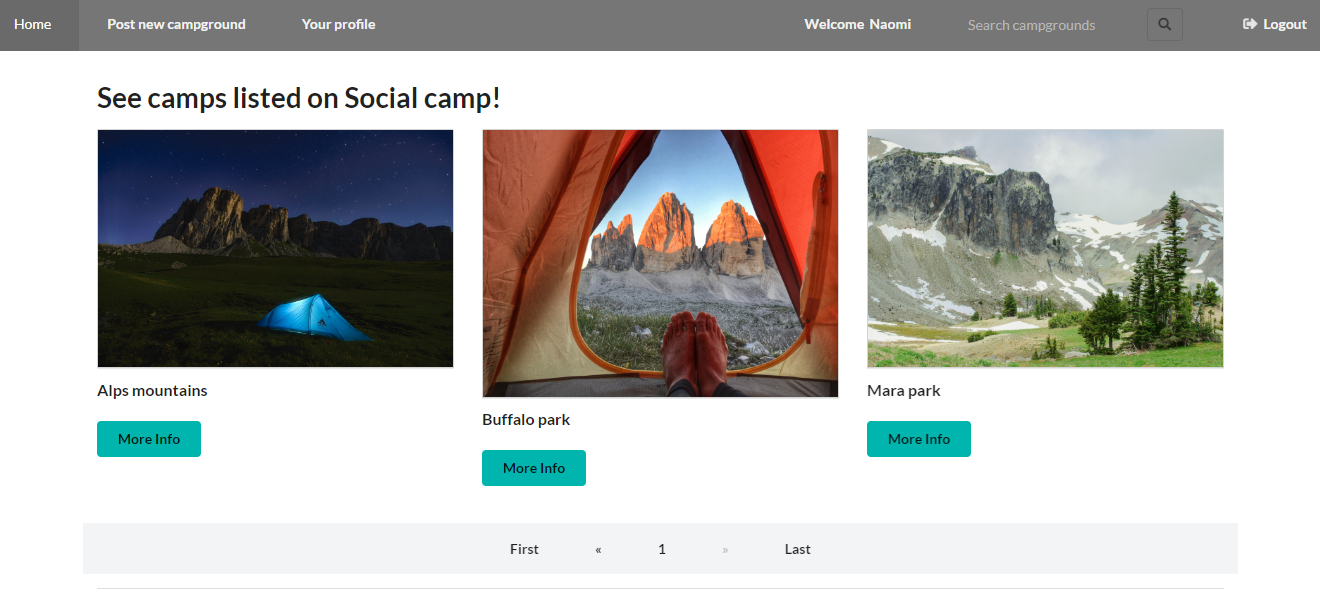 Home Post new campground Your profile Welcome Naomi Search campgrounds Logout
See camps listed on Social camp!
Alps mountains
More Info
Buffalo park
More Info
Mara park
More Info
First « 1 » Last